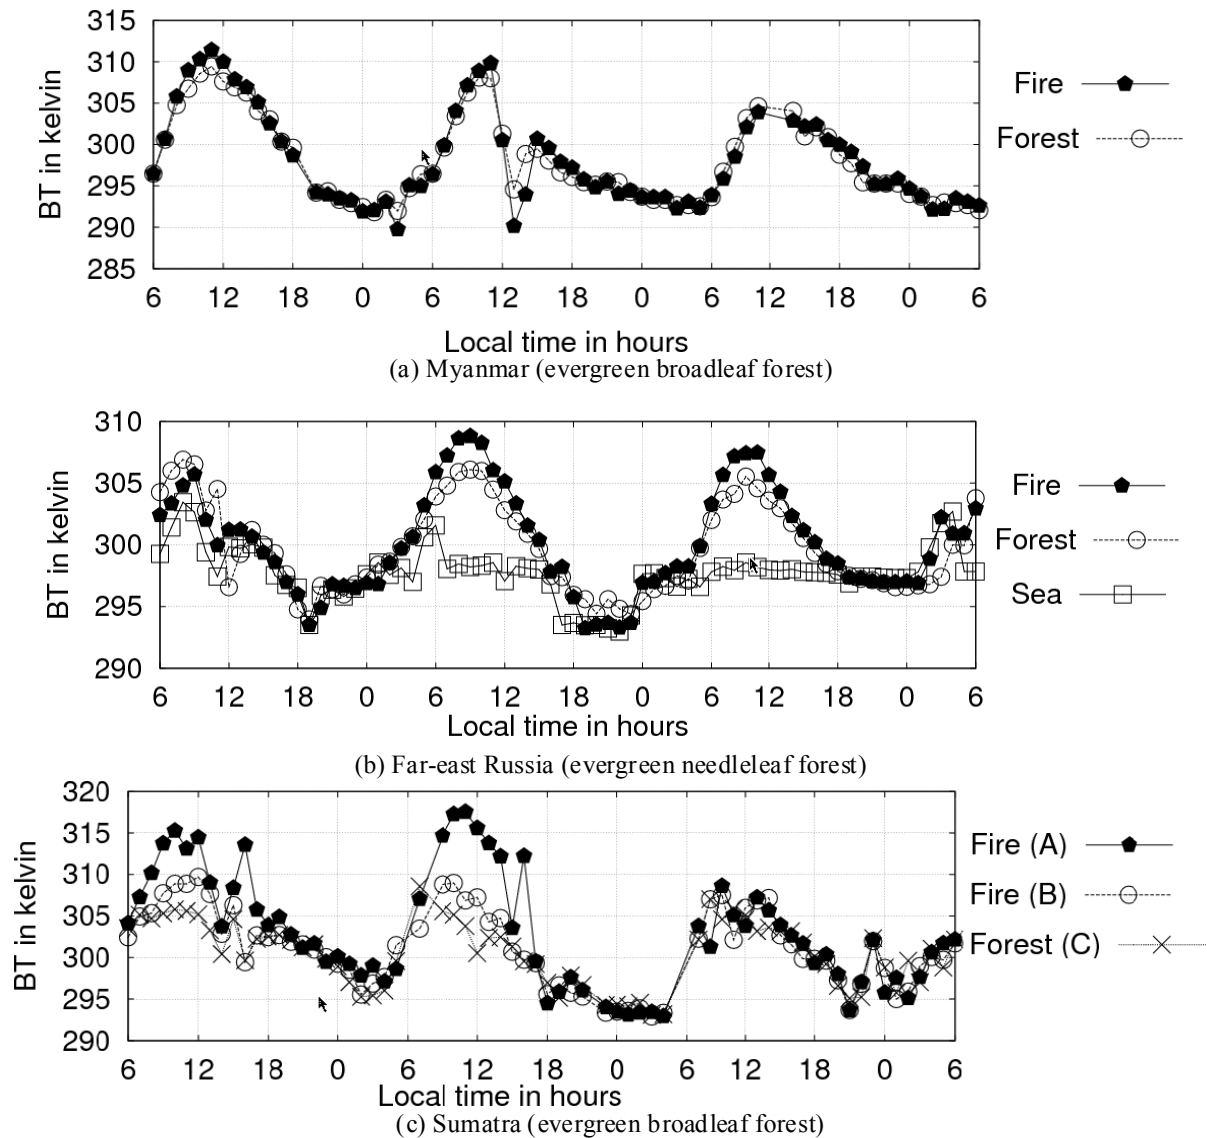 315
310
305
300
295
290
285
BT in kelvin
6 12 18 0 6 12 18 0 6 12 18 0 6
Local time in hours
Fire
Forest
(a) Myanmar (evergreen broadleaf forest)
310
305
300
295
290
BT in kelvin
6 12 18 0 6 12 18 0 6 12 18 0 6
Local time in hours
Fire
Forest
Sea
(b) Far-east Russia (evergreen needleleaf forest)
320
315
310
305
300
295
290
BT in kelvin
6 12 18 0 6 12 18 0 6 12 18 0 6
Local time in hours
Fire (A)
Fire (B)
Forest (C)
(c) Sumatra (evergreen broadleaf forest)